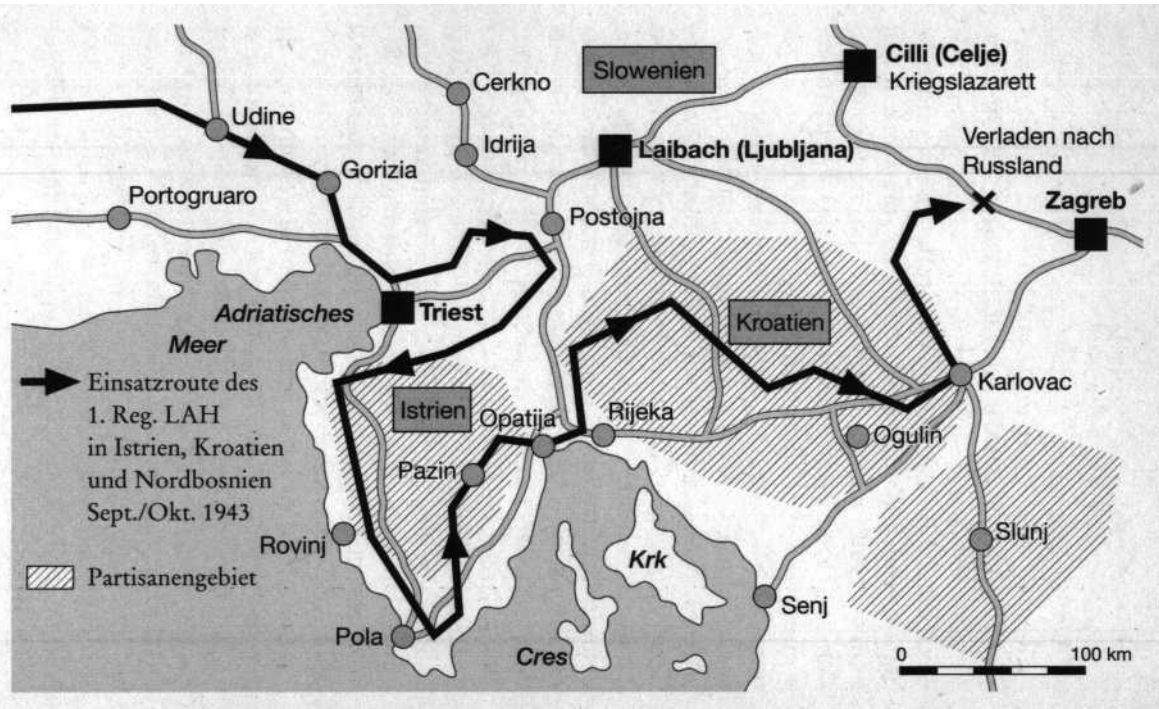 Cilli (Celje)
Kriegslazarett
Slowenien
Cerkno
Udine
Idrija
Laibach (Ljubljana)
Verladen nach
Russland
Gorizia
Portogruaro
Zagreb
Postojna
Adriatisches
Meer
Triest
Kroatien
Einsatzroute des
1. Reg. LAH
in Istrien, Kroatien
und Nordbosnien
Sept./Okt. 1943
Istrien
Opatija
Rijeka
Karlovac
Ogulin
Pazin
Rovinj
Slunj
Krk
Partisanengebiet
Senj
Pola
Cres
0
100 km